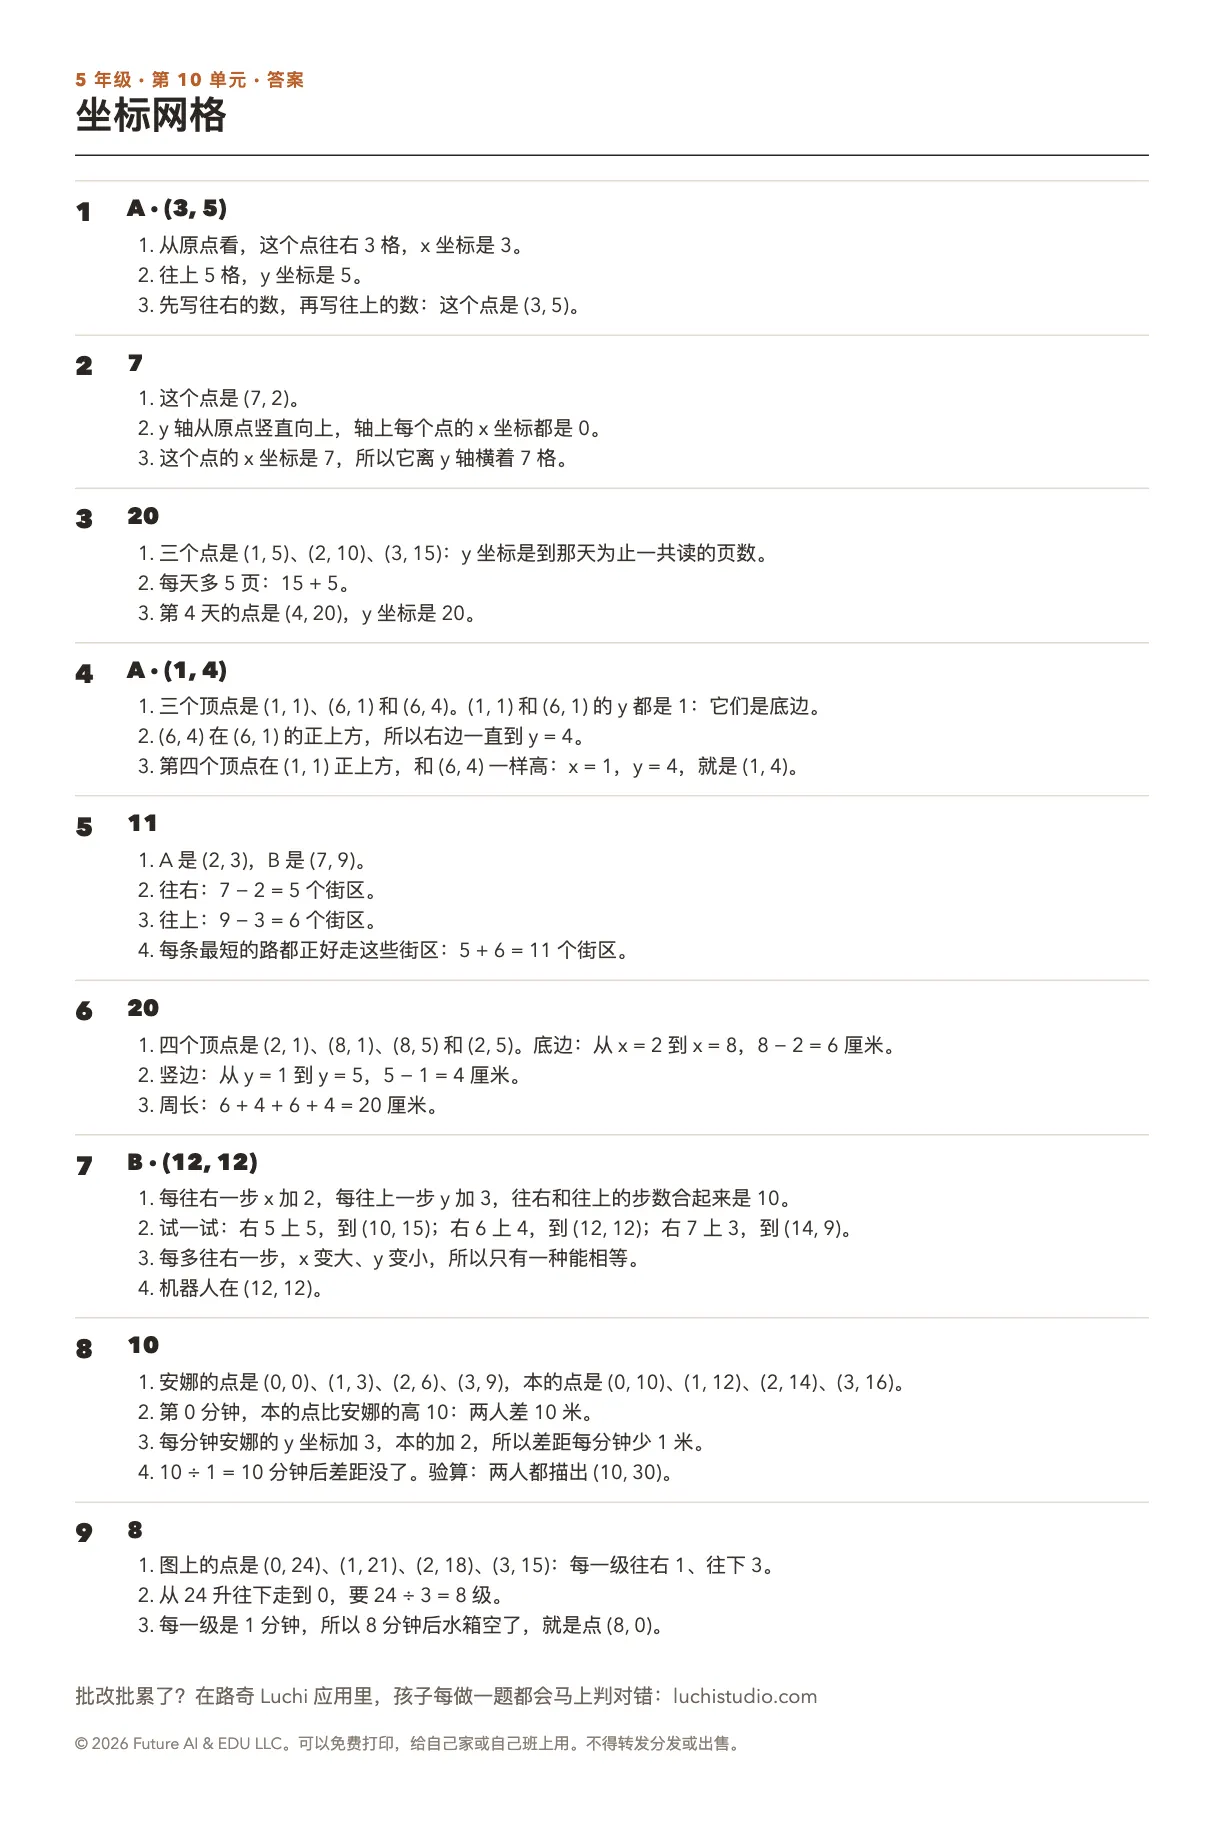 5 年级 · 第 10 单元 · 答案
坐标网格
1 A · (3, 5)
1. 从原点看，这个点往右 3 格，x 坐标是 3。
2. 往上 5 格，y 坐标是 5。
3. 先写往右的数，再写往上的数：这个点是 (3, 5)。
2 7
1. 这个点是 (7, 2)。
2. y 轴从原点竖直向上，轴上每个点的 x 坐标都是 0。
3. 这个点的 x 坐标是 7，所以它离 y 轴横着 7 格。
3 20
1. 三个点是 (1, 5)、(2, 10)、(3, 15)：y 坐标是到那天为止一共读的页数。
2. 每天多 5 页：15 + 5。
3. 第 4 天的点是 (4, 20)，y 坐标是 20。
4 A · (1, 4)
1. 三个顶点是 (1, 1)、(6, 1) 和 (6, 4)。(1, 1) 和 (6, 1) 的 y 都是 1：它们是底边。
2. (6, 4) 在 (6, 1) 的正上方，所以右边一直到 y = 4。
3. 第四个顶点在 (1, 1) 正上方，和 (6, 4) 一样高：x = 1，y = 4，就是 (1, 4)。
5 11
1. A 是 (2, 3)，B 是 (7, 9)。
2. 往右：7 − 2 = 5 个街区。
3. 往上：9 − 3 = 6 个街区。
4. 每条最短的路都正好走这些街区：5 + 6 = 11 个街区。
6 20
1. 四个顶点是 (2, 1)、(8, 1)、(8, 5) 和 (2, 5)。底边：从 x = 2 到 x = 8，8 − 2 = 6 厘米。
2. 竖边：从 y = 1 到 y = 5，5 − 1 = 4 厘米。
3. 周长：6 + 4 + 6 + 4 = 20 厘米。
7 B · (12, 12)
1. 每往右一步 x 加 2，每往上一步 y 加 3，往右和往上的步数合起来是 10。
2. 试一试：右 5 上 5，到 (10, 15)；右 6 上 4，到 (12, 12)；右 7 上 3，到 (14, 9)。
3. 每多往右一步，x 变大、y 变小，所以只有一种能相等。
4. 机器人在 (12, 12)。
8 10
1. 安娜的点是 (0, 0)、(1, 3)、(2, 6)、(3, 9)，本的点是 (0, 10)、(1, 12)、(2, 14)、(3, 16)。
2. 第 0 分钟，本的点比安娜的高 10：两人差 10 米。
3. 每分钟安娜的 y 坐标加 3，本的加 2，所以差距每分钟少 1 米。
4. 10 ÷ 1 = 10 分钟后差距没了。验算：两人都描出 (10, 30)。
9 8
1. 图上的点是 (0, 24)、(1, 21)、(2, 18)、(3, 15)：每一级往右 1、往下 3。
2. 从 24 升往下走到 0，要 24 ÷ 3 = 8 级。
3. 每一级是 1 分钟，所以 8 分钟后水箱空了，就是点 (8, 0)。
批改批累了？在路奇 Luchi 应用里，孩子每做一题都会马上判对错：luchistudio.com
© 2026 Future AI & EDU LLC。可以免费打印，给自己家或自己班上用。不得转发分发或出售。